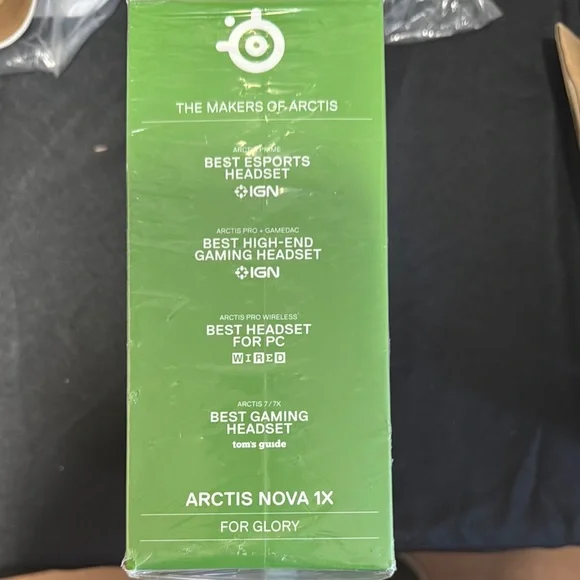 THE MAKERS OF ARCTIS
ARCTIS PRIME
BEST ESPORTS
HEADSET
IGN
ARCTIS PRO + GAMEDAC
BEST HIGH-END
GAMING HEADSET
IGN
ARCTIS PRO WIRELESS
BEST HEADSET
FOR PC
WIRED
ARCTIS 7 / 7X
BEST GAMING
HEADSET
tom's guide
ARCTIS NOVA 1X
FOR GLORY